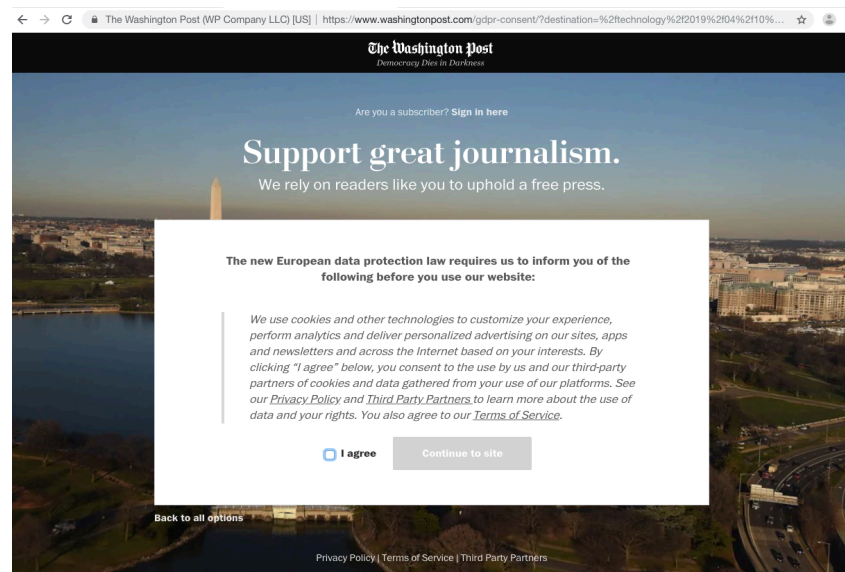 The Washington Post (WP Company LLC) [US] | https://www.washingtonpost.com/gdpr-consent/?destination=%2ftechnology%2f2019%2f04%2f10%...
The Washington Post
Democracy Dies in Darkness
Are you a subscriber? Sign in here
Support great journalism.
We rely on readers like you to uphold a free press.
The new European data protection law requires us to inform you of the
following before you use our website:
We use cookies and other technologies to customize your experience,
perform analytics and deliver personalized advertising on our sites, apps
and newsletters and across the Internet based on your interests. By
clicking “I agree” below, you consent to the use by us and our third-party
partners of cookies and data gathered from your use of our platforms. See
our Privacy Policy and Third Party Partners to learn more about the use of
data and your rights. You also agree to our Terms of Service.
I agree
Continue to site
Back to all options
Privacy Policy | Terms of Service | Third Party Partners